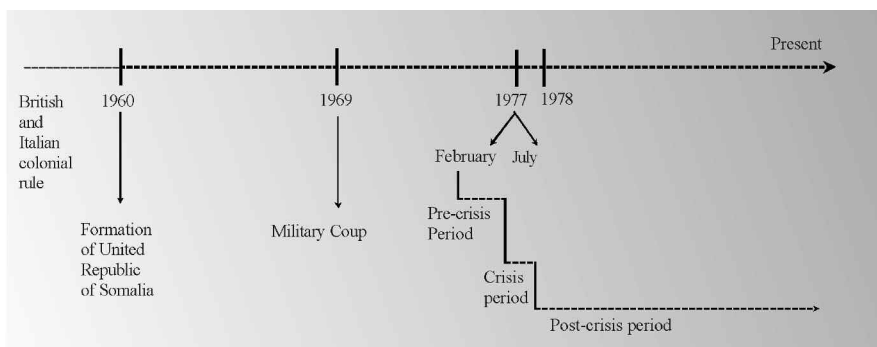 Present
British
and
Italian
colonial
rule
1960
1969
1977
1978
February
July
Formation
of United
Republic
of Somalia
Military Coup
Pre-crisis
Period
Crisis
period
Post-crisis period